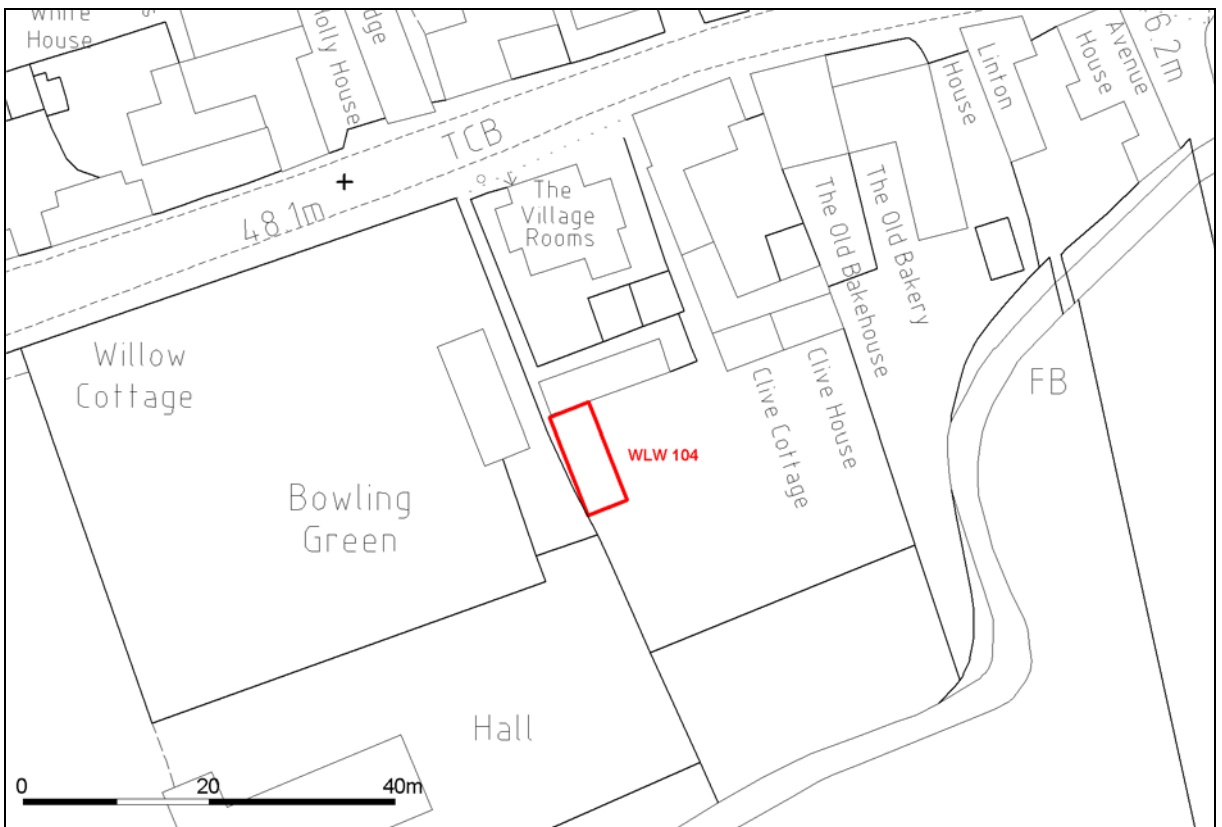 White
House
Holly House
TCB
48.1m
The
Village
Rooms
House
Linton
House
Avenue
6.2m
The Old Bakehouse
The Old Bakery
Willow
Cottage
FB
Clive Cottage
Clive House
WLW 104
Bowling
Green
Hall
0 20 40m